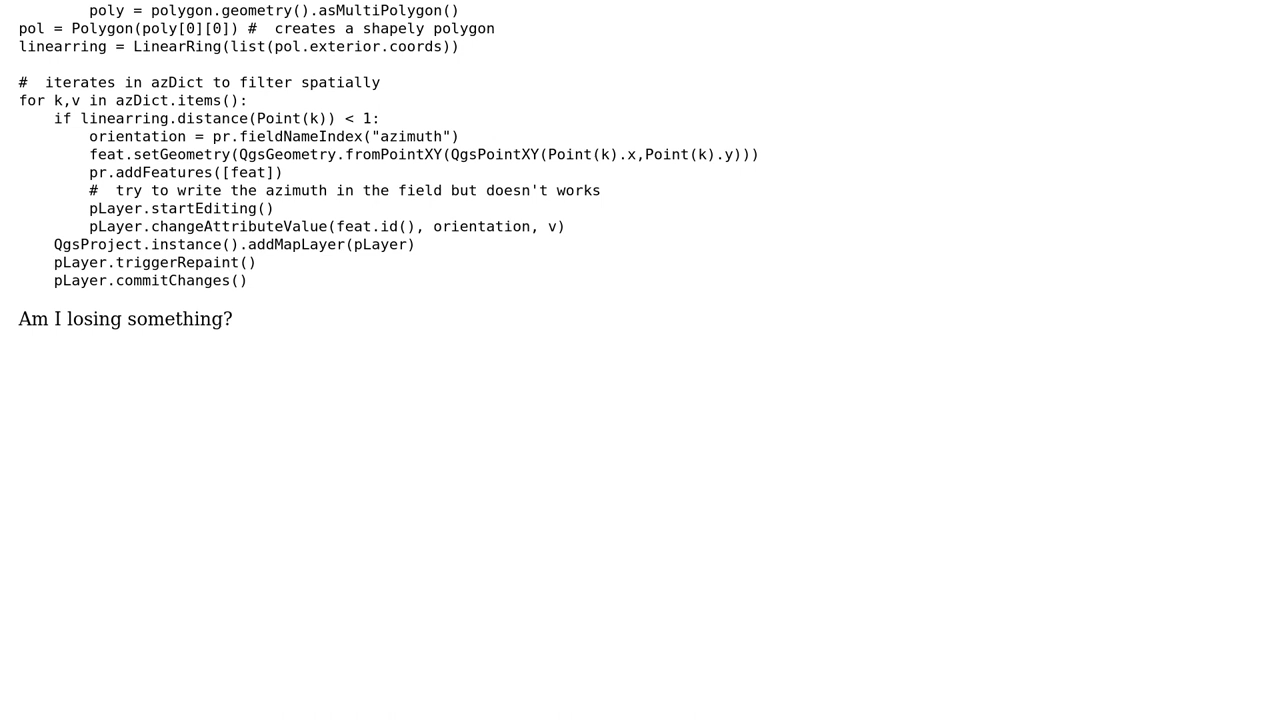 poly = polygon.geometry().asMultiPolygon()
pol = Polygon(poly[0][0]) #  creates a shapely polygon
linearring = LinearRing(list(pol.exterior.coords))

#  iterates in azDict to filter spatially
for k,v in azDict.items():
    if linearring.distance(Point(k)) < 1:
        orientation = pr.fieldNameIndex("azimuth")
        feat.setGeometry(QgsGeometry.fromPointXY(QgsPointXY(Point(k).x,Point(k).y)))
        pr.addFeatures([feat])
        #  try to write the azimuth in the field but doesn't works
        pLayer.startEditing()
        pLayer.changeAttributeValue(feat.id(), orientation, v)
    QgsProject.instance().addMapLayer(pLayer)
    pLayer.triggerRepaint()
    pLayer.commitChanges()

Am I losing something?